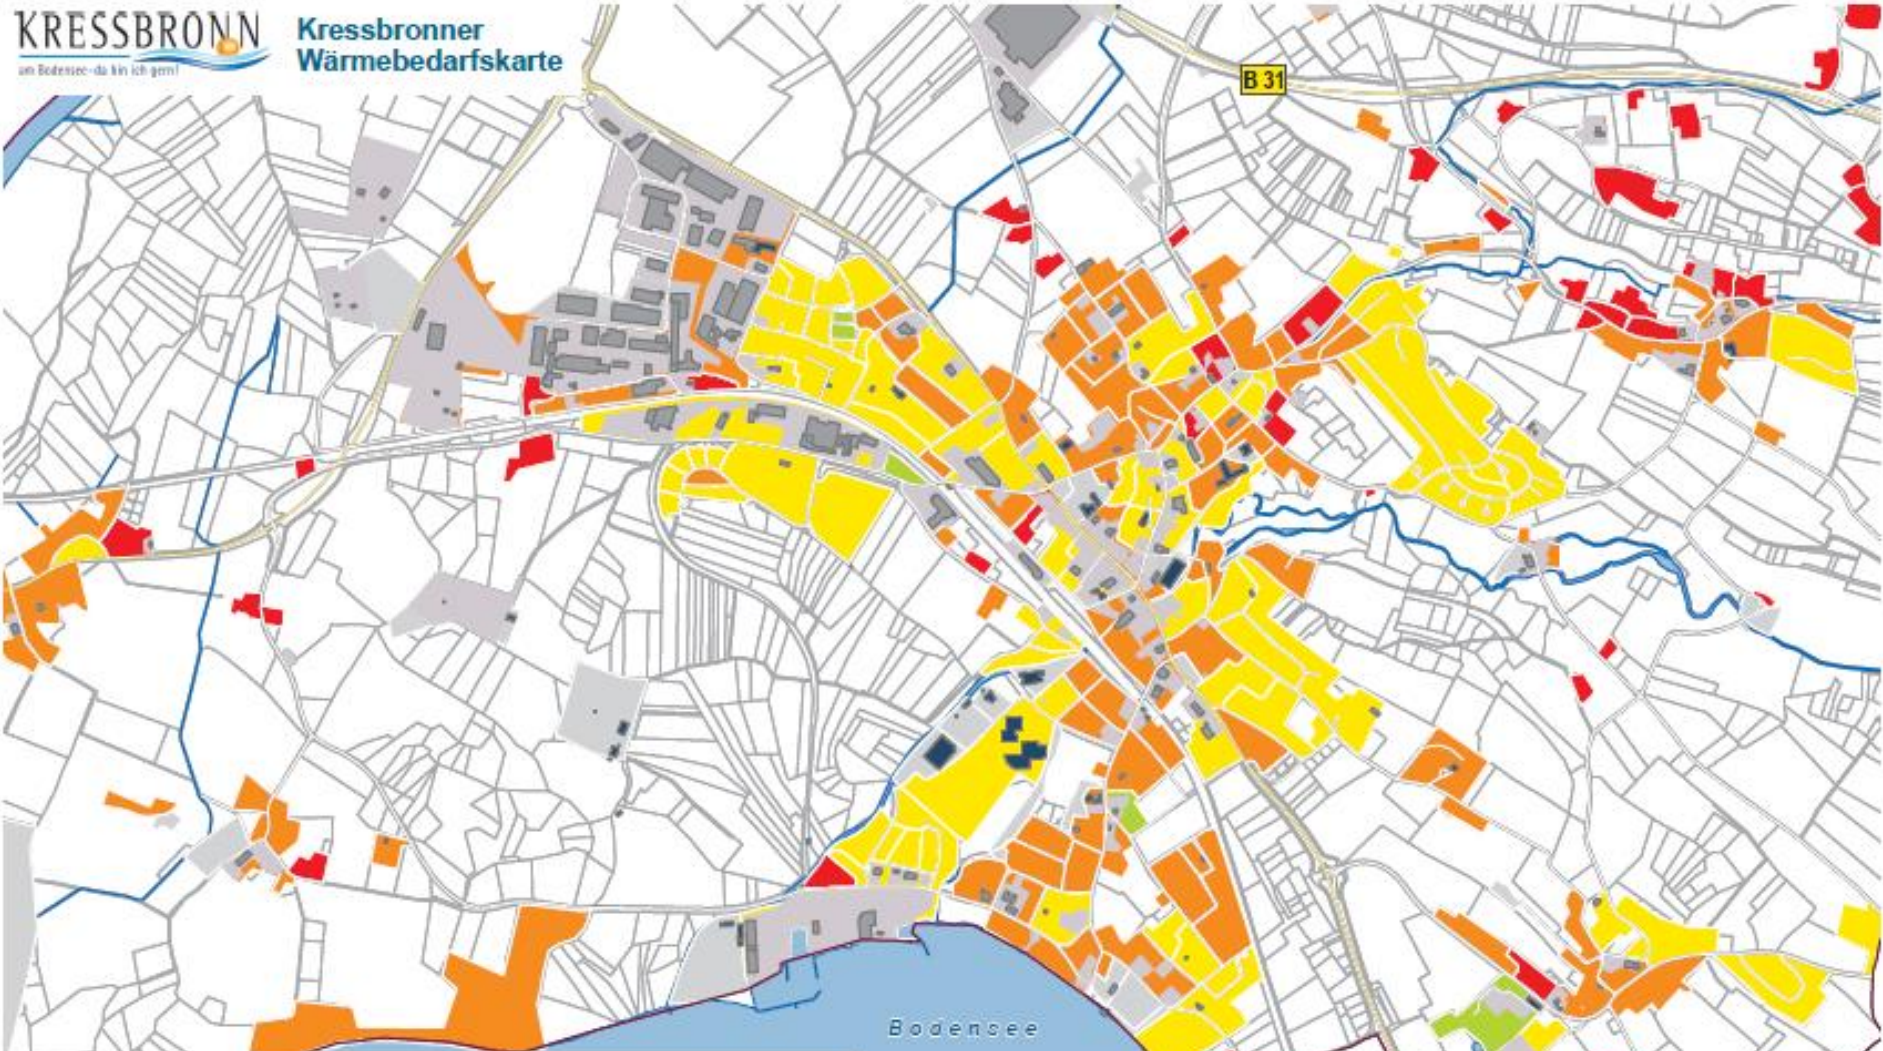 KRESSBRONN
am Bodensee-da bin ich gern!
Kressbronner
Wärmebedarfskarte
B 31
Bodensee